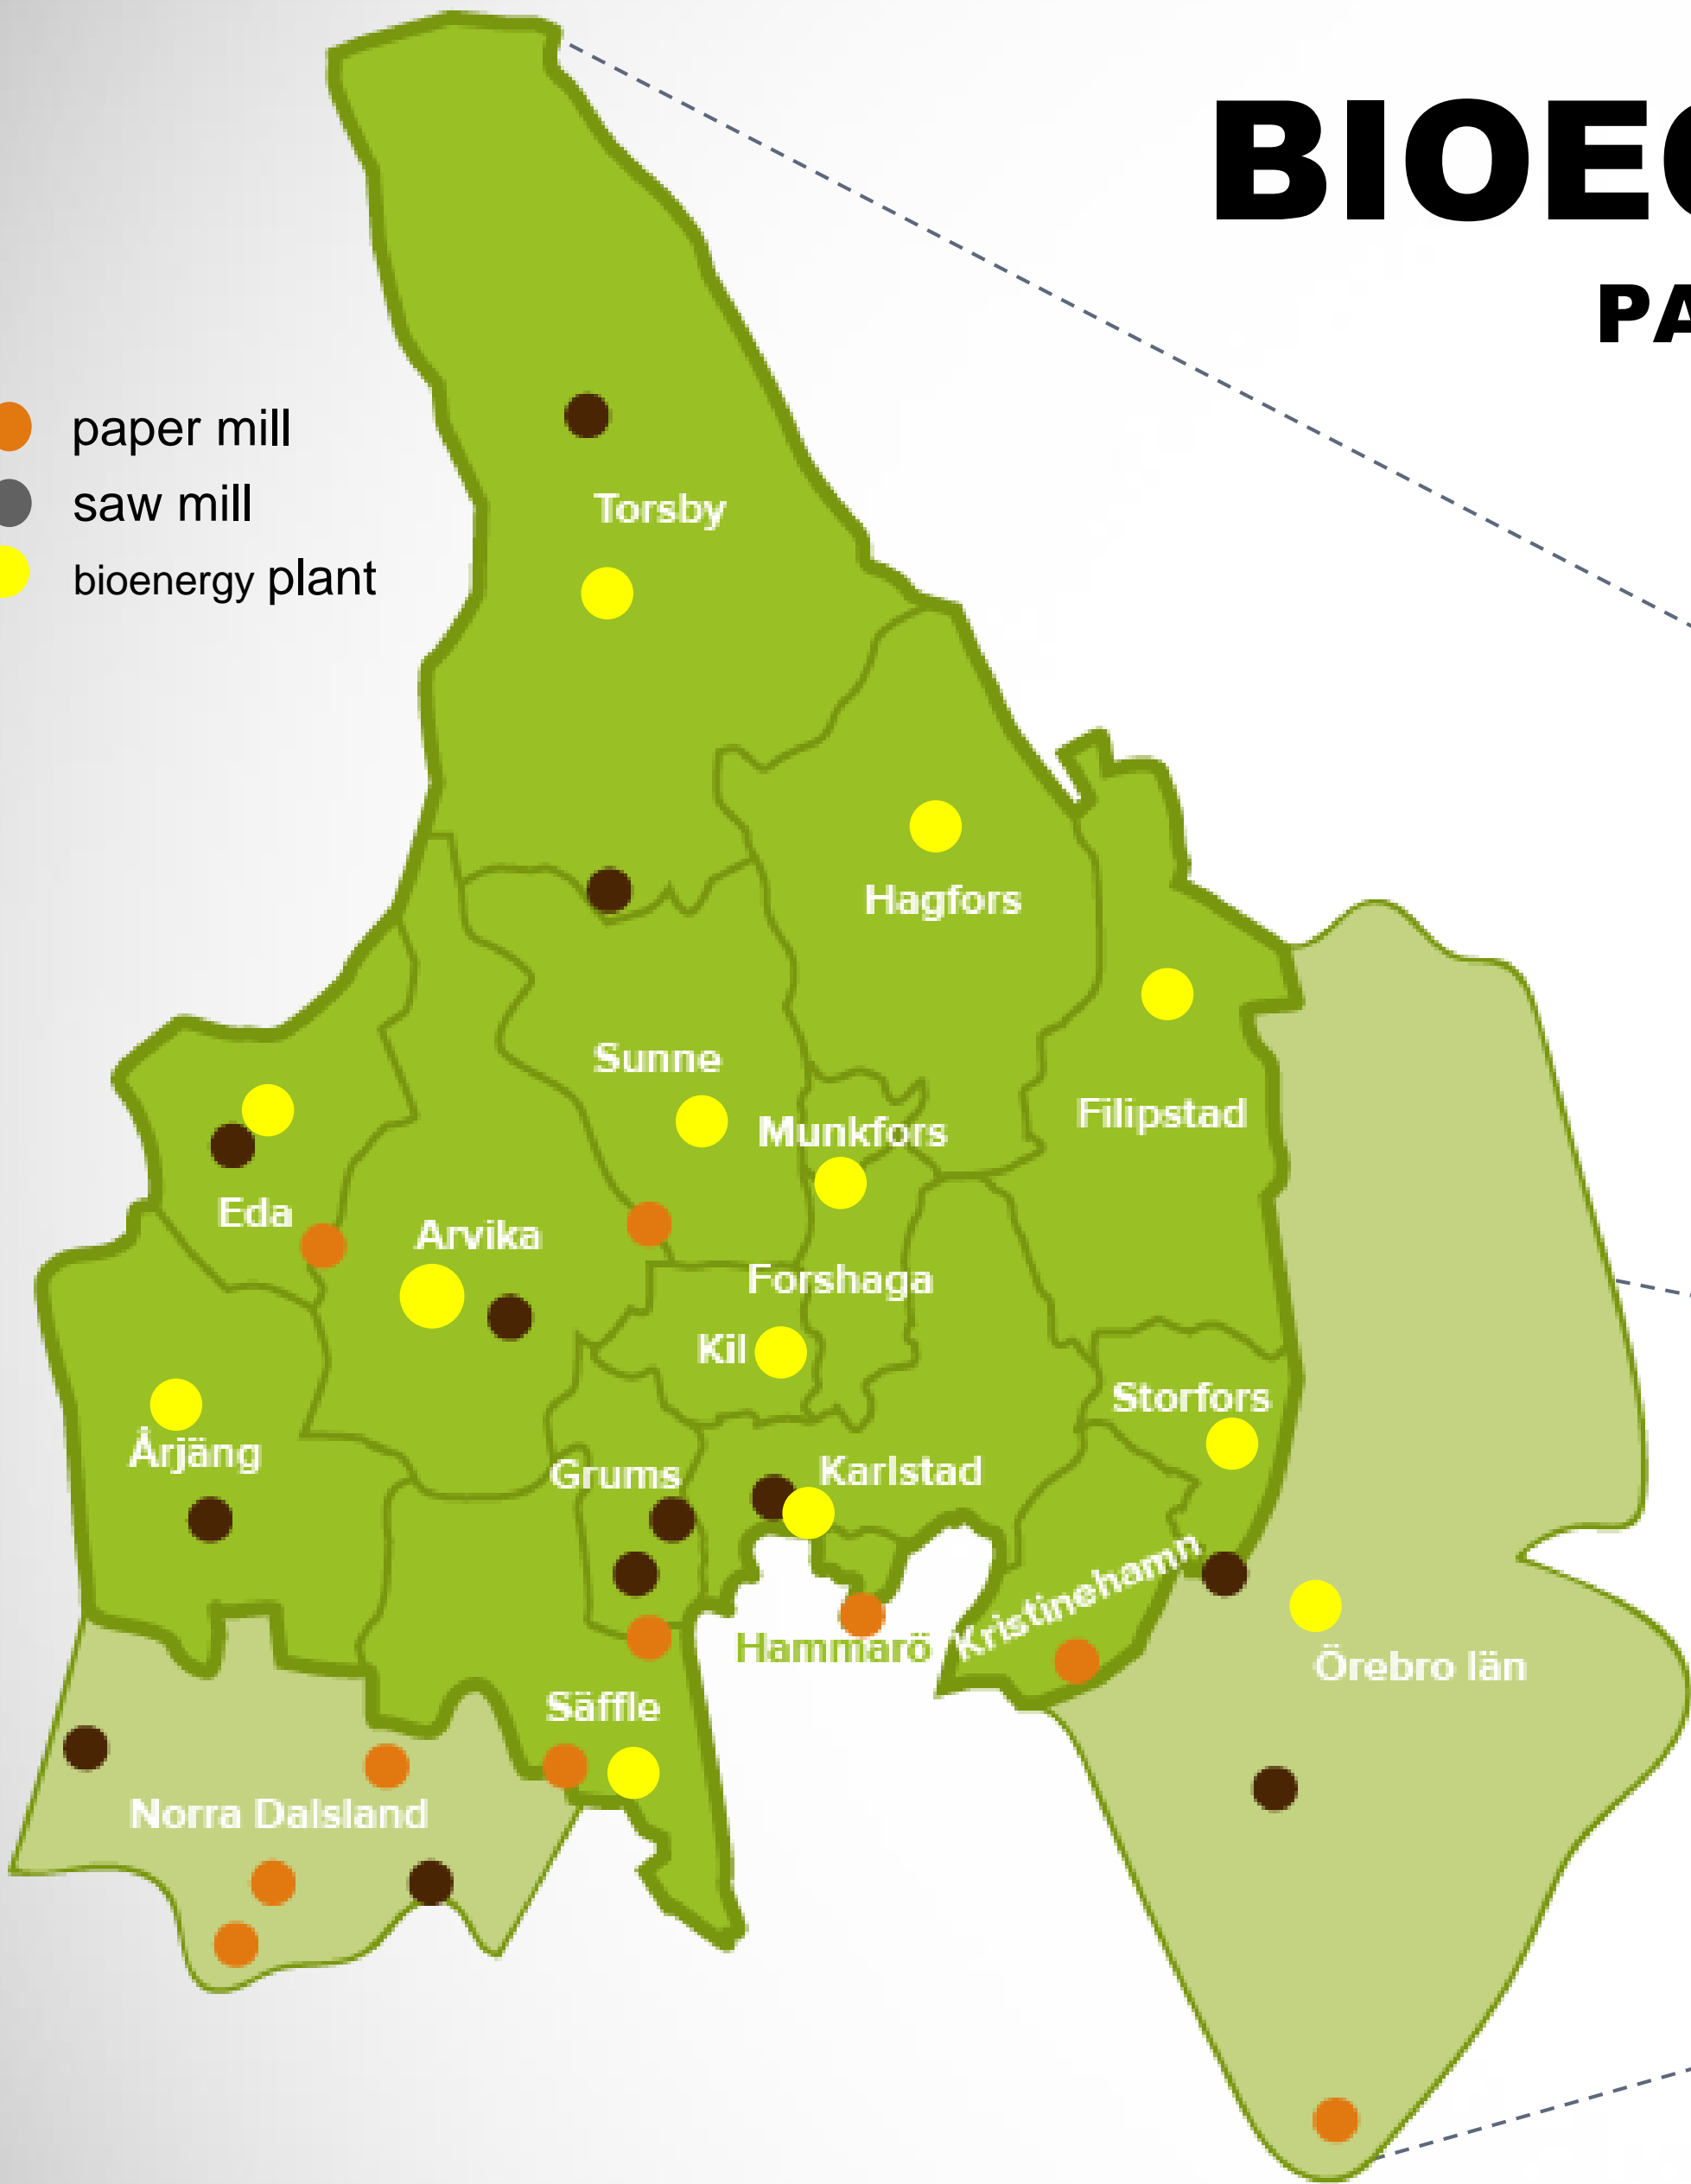 BIOE
PA
paper mill
saw mill
bioenergy plant
Torsby
Hagfors
Sunne
Munkfors
Filipstad
Eda
Arvika
Forshaga
Kil
Storfors
Årjäng
Grums
Karlstad
Kristinehamn
Hammarö
Örebro län
Säffle
Norra Dalsland